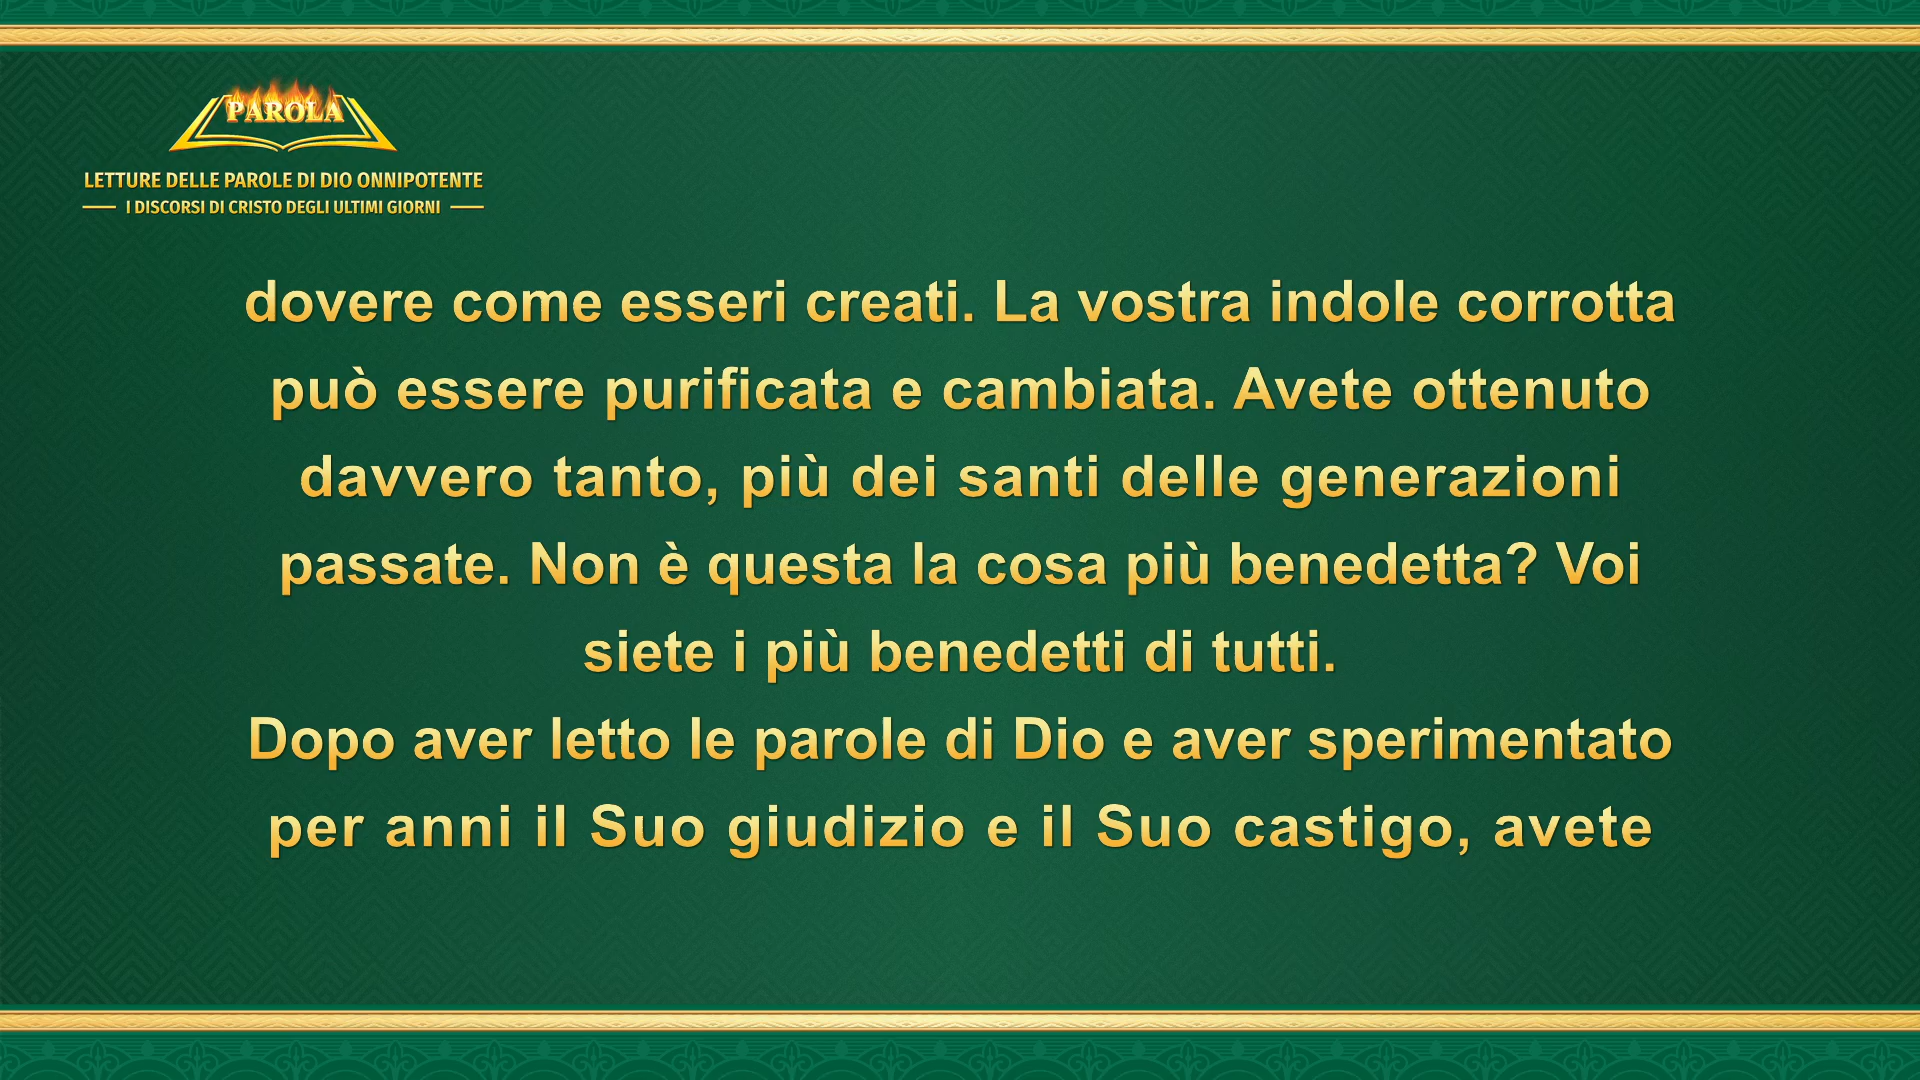 PAROLA
LETTURE DELLE PAROLE DI DIO ONNIPOTENTE
I DISCORSI DI CRISTO DEGLI ULTIMI GIORNI
dovere come esseri creati. La vostra indole corrotta
può essere purificata e cambiata. Avete ottenuto
davvero tanto, più dei santi delle generazioni
passate. Non è questa la cosa più benedetta? Voi
siete i più benedetti di tutti.
Dopo aver letto le parole di Dio e aver sperimentato
per anni il Suo giudizio e il Suo castigo, avete